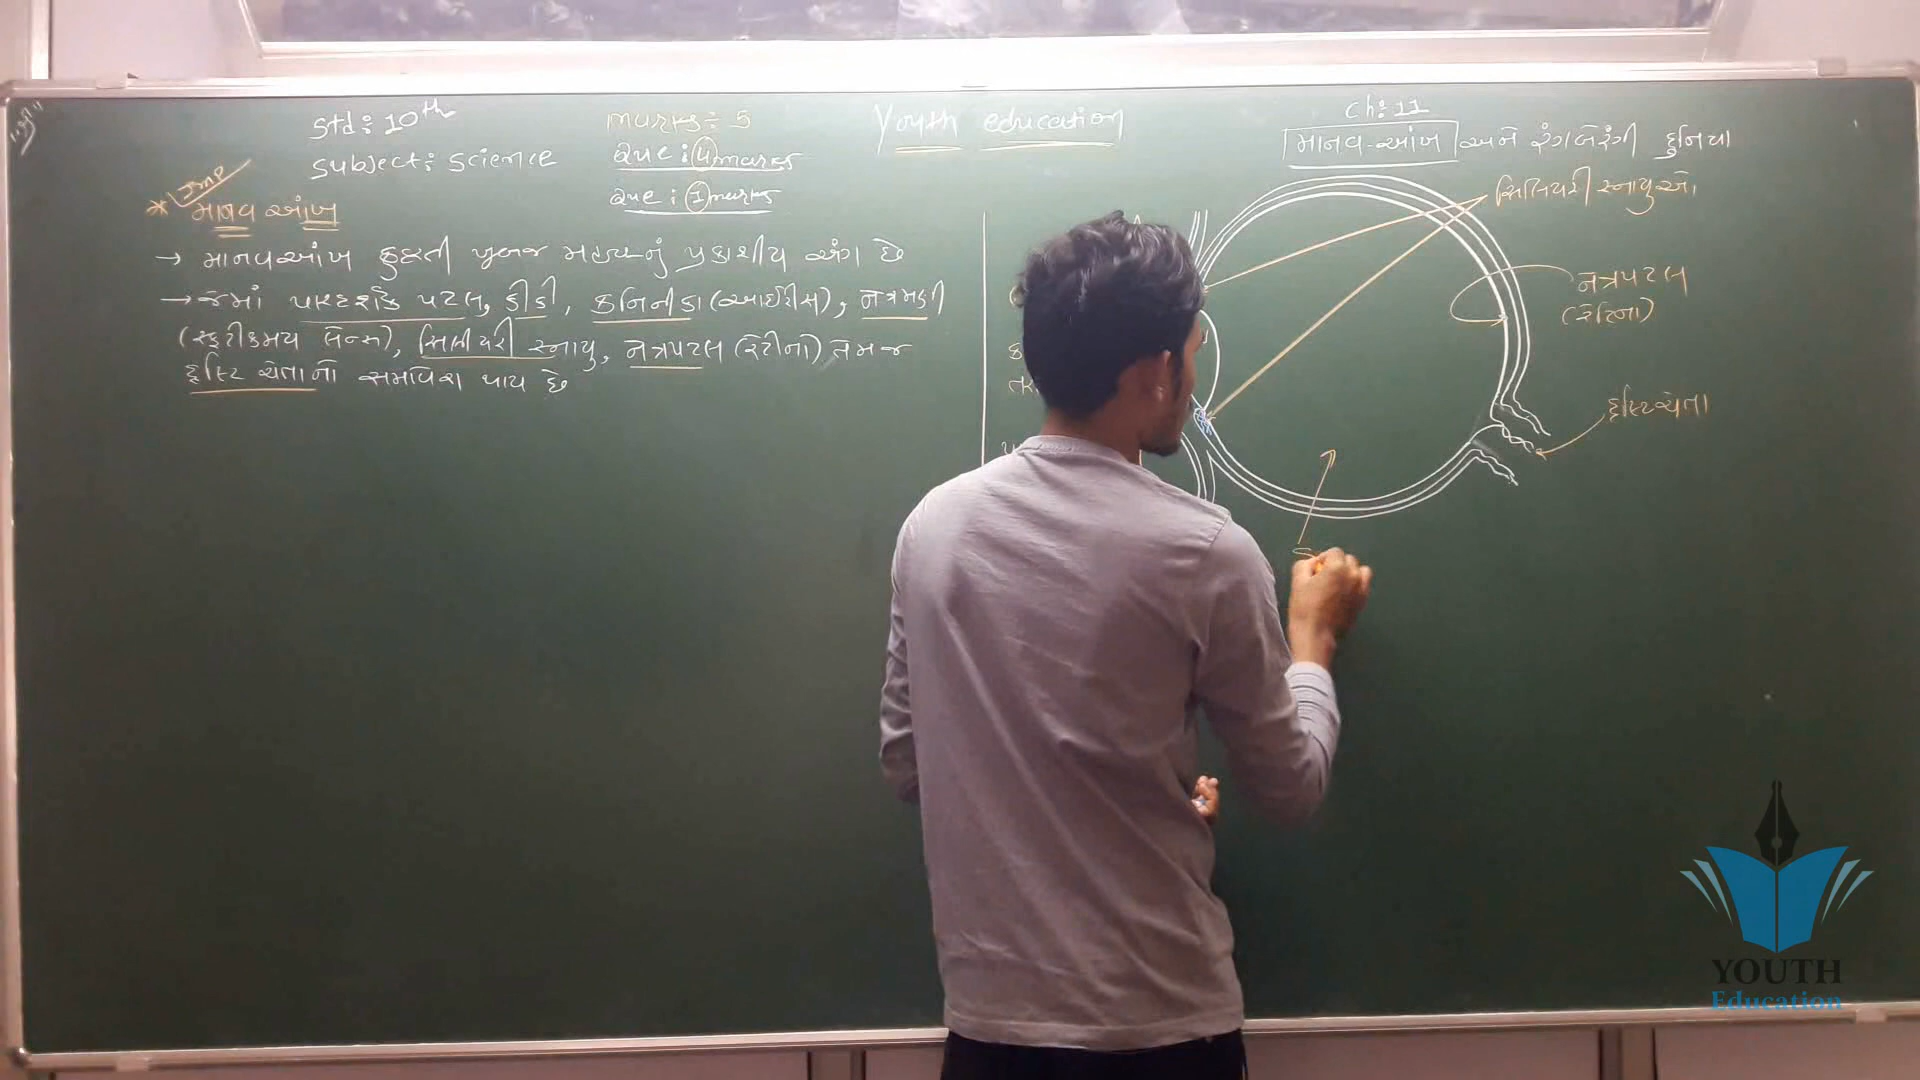 Std: 10th
Subject: Science
marks: 5
Que: 4 marks
Que: 1 marks
Youth education
Ch: 11
માનવ-આંખ અને રંગબેરંગી દુનિયા
* Imp
માનવ આંખ
→ માનવઆંખ કુદરતી ખૂબજ મહત્વનું પ્રકાશીય અંગ છે
→ જેમાં પારદર્શક પટલ, કીકી, કનિનીકા (આઈરીસ), નેત્રમણી
(સ્ફટીકમય લેન્સ), સિલીયરી સ્નાયુ, નેત્રપટલ (રેટીના) તેમજ
દ્રષ્ટિ ચેતાનો સમાવેશ થાય છે
સિલિયરી સ્નાયુઓ
નેત્રપટલ
(રેટિના)
દ્રષ્ટિચેતા
YOUTH
Education